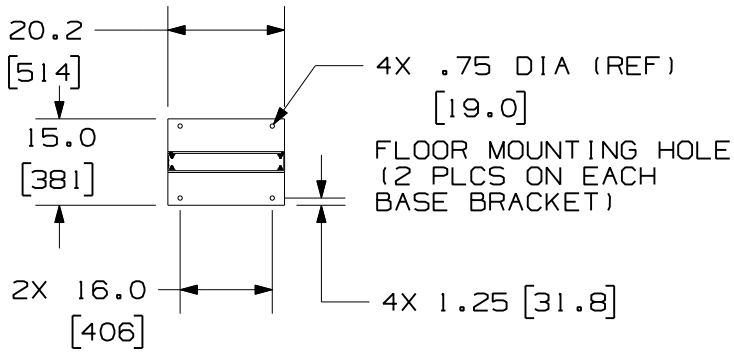 20.2
[514]
4X .75 DIA (REF)
[19.0]
15.0
[381]
FLOOR MOUNTING HOLE
(2 PLCS ON EACH
BASE BRACKET)
2X 16.0
[406]
4X 1.25 [31.8]